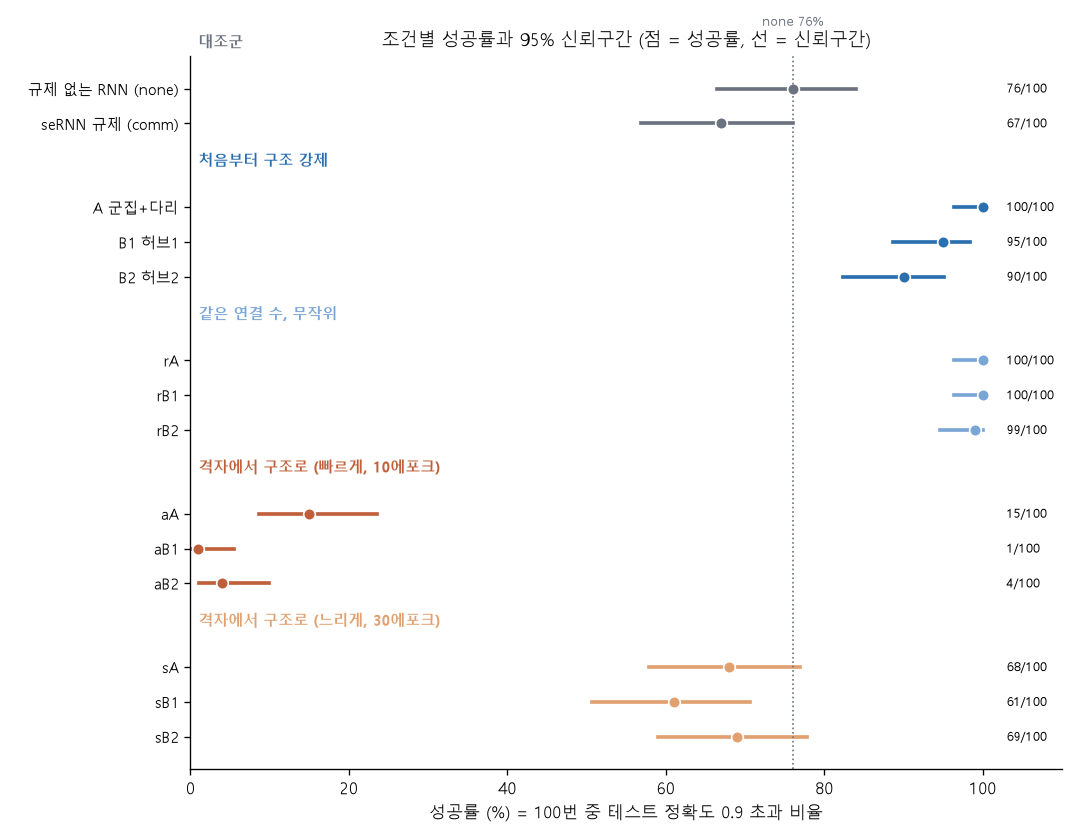 none 76%
조건별 성공률과 95% 신뢰구간 (점 = 성공률, 선 = 신뢰구간)
대조군
규제 없는 RNN (none) 76/100
seRNN 규제 (comm) 67/100
처음부터 구조 강제
A 군집+다리 100/100
B1 허브1 95/100
B2 허브2 90/100
같은 연결 수, 무작위
rA 100/100
rB1 100/100
rB2 99/100
격자에서 구조로 (빠르게, 10에포크)
aA 15/100
aB1 1/100
aB2 4/100
격자에서 구조로 (느리게, 30에포크)
sA 68/100
sB1 61/100
sB2 69/100
0 20 40 60 80 100
성공률 (%) = 100번 중 테스트 정확도 0.9 초과 비율